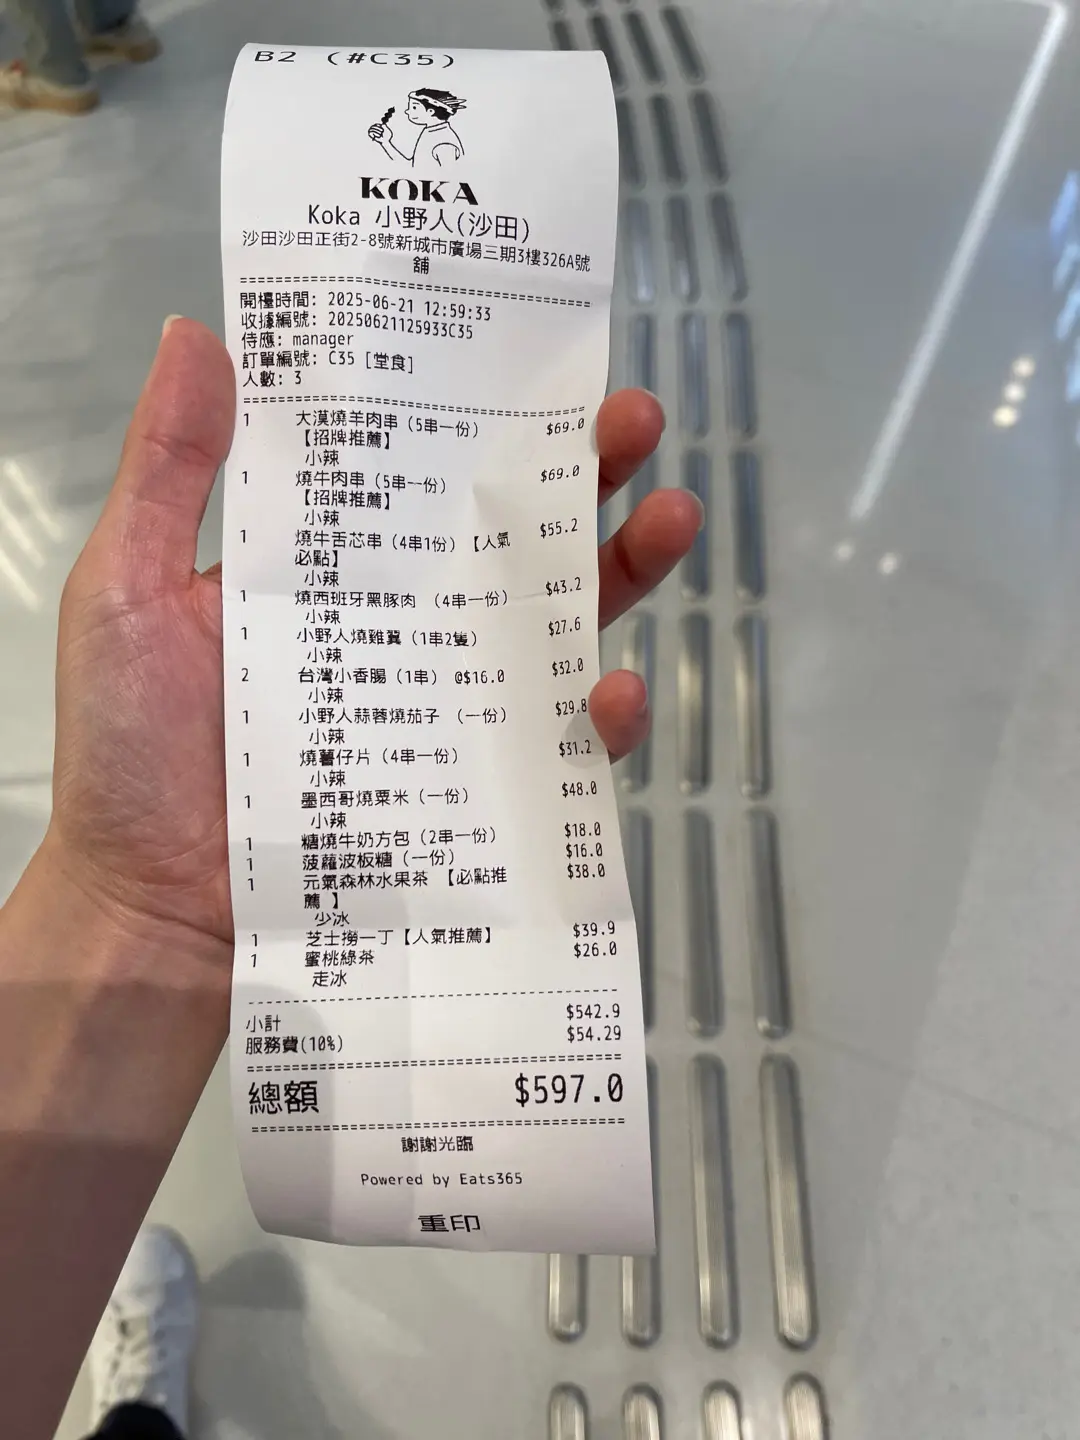 B2 (#C35)
KOKA
Koka 小野人(沙田)
沙田沙田正街2-8號新城市廣場三期3樓326A號
舖
開檯時間: 2025-06-21 12:59:33
收據編號: 20250621125933C35
侍應: manager
訂單編號: C35 [堂食]
人數: 3
1 大漠燒羊肉串 (5串一份) $69.0
【招牌推薦】
小辣
1 燒牛肉串 (5串一份) $69.0
【招牌推薦】
小辣
1 燒牛舌芯串 (4串1份) 【人氣 $55.2
必點】
小辣
1 燒西班牙黑豚肉 (4串一份) $43.2
小辣
1 小野人燒雞翼 (1串2隻) $27.6
小辣
2 台灣小香腸 (1串) @$16.0 $32.0
小辣
1 小野人蒜蓉燒茄子 (一份) $29.8
小辣
1 燒薯仔片 (4串一份) $31.2
小辣
1 墨西哥燒粟米 (一份) $48.0
小辣
1 糖燒牛奶方包 (2串一份) $18.0
1 菠蘿波板糖 (一份) $16.0
1 元氣森林水果茶 【必點推 $38.0
薦 】
少冰
1 芝士撈一丁【人氣推薦】 $39.9
1 蜜桃綠茶 $26.0
走冰
小計 $542.9
服務費(10%) $54.29
總額 $597.0
謝謝光臨
Powered by Eats365
重印